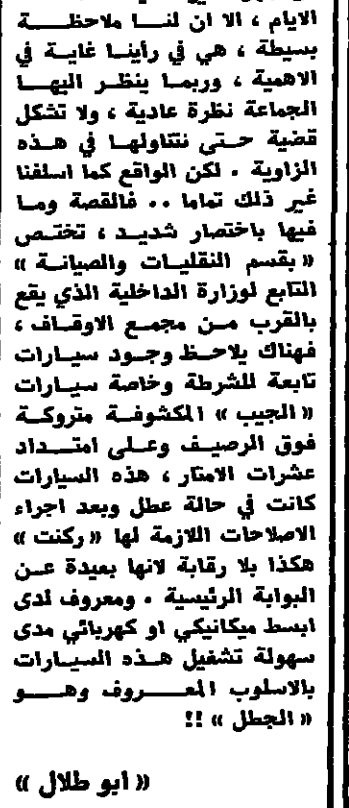 الايام ، الا ان لنا ملاحظة
بسيطة ، هي في رأينا غاية في
الاهمية ، وربما ينظر اليها
الجماعة نظرة عادية ، ولا تشكل
قضية حتى نتناولها في هذه
الزاوية . لكن الواقع كما اسلفنا
غير ذلك تماما .. فالقصة وما
فيها باختصار شديد ، تختص
« بقسم النقليات والصيانة »
التابع لوزارة الداخلية الذي يقع
بالقرب من مجمع الاوقاف ،
فهناك يلاحظ وجود سيارات
تابعة للشرطة وخاصة سيارات
« الجيب » المكشوفة متروكة
فوق الرصيف وعلى امتداد
عشرات الامتار ، هذه السيارات
كانت في حالة عطل وبعد اجراء
الاصلاحات اللازمة لها « ركنت »
هكذا بلا رقابة لانها بعيدة عن
البوابة الرئيسية . ومعروف لدى
ابسط ميكانيكي او كهربائي مدى
سهولة تشغيل هذه السيارات
بالاسلوب المعروف وهو
« الجطل » !!
« ابو طلال »